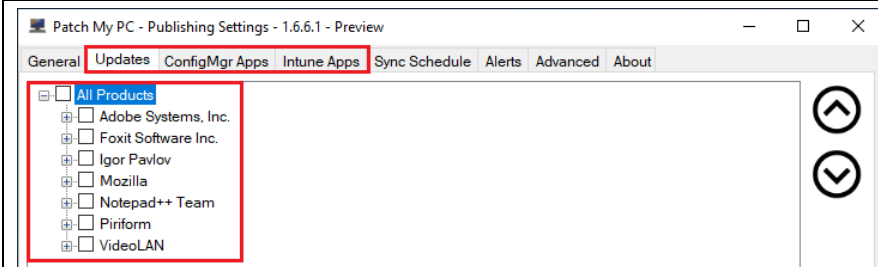 Patch My PC - Publishing Settings - 1.6.6.1 - Preview
General Updates ConfigMgr Apps Intune Apps Sync Schedule Alerts Advanced About
All Products
Adobe Systems, Inc.
Foxit Software Inc.
Igor Pavlov
Mozilla
Notepad++ Team
Piriform
VideoLAN